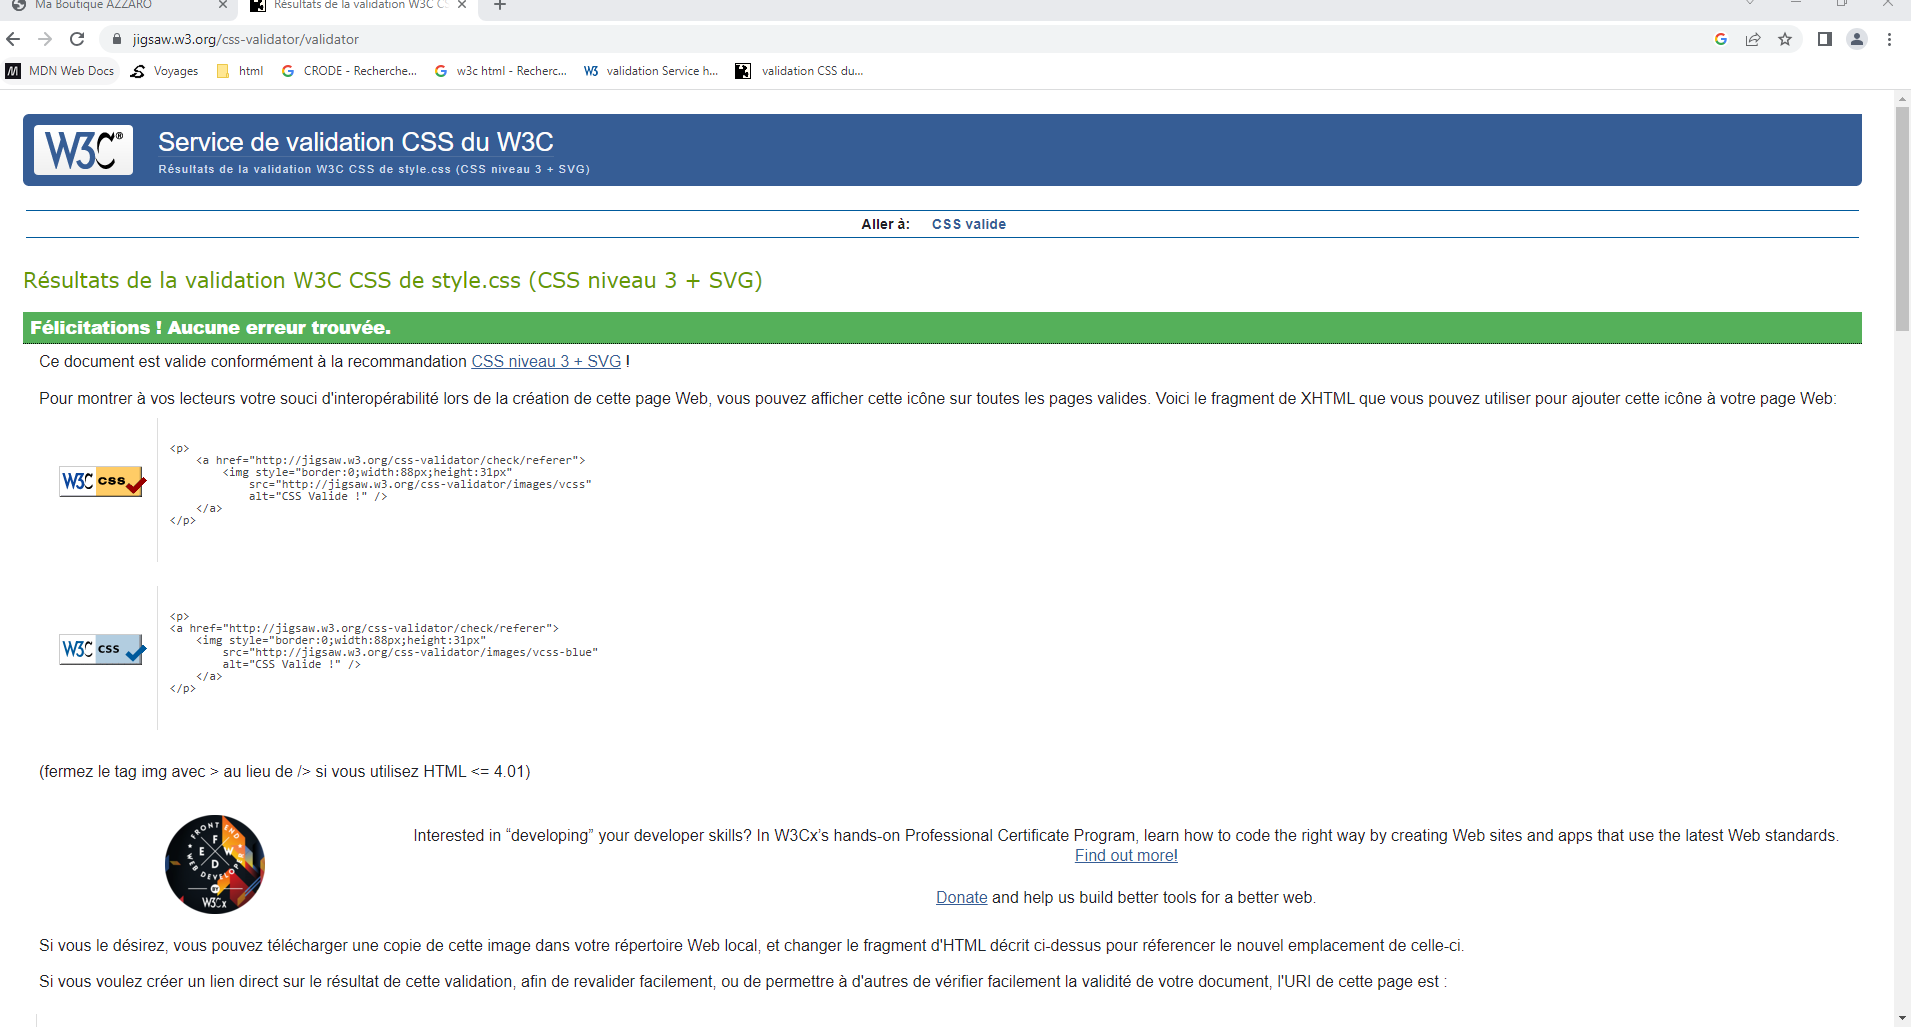 Ma Boutique AZZARO
Résultats de la validation W3C CS
jigsaw.w3.org/css-validator/validator
MDN Web Docs
Voyages
html
CRODE - Recherche...
w3c html - Recherc...
W3 validation Service h...
validation CSS du...
W3C® Service de validation CSS du W3C
Résultats de la validation W3C CSS de style.css (CSS niveau 3 + SVG)
Aller à: CSS valide
Résultats de la validation W3C CSS de style.css (CSS niveau 3 + SVG)
Félicitations ! Aucune erreur trouvée.
Ce document est valide conformément à la recommandation CSS niveau 3 + SVG !
Pour montrer à vos lecteurs votre souci d'interopérabilité lors de la création de cette page Web, vous pouvez afficher cette icône sur toutes les pages valides. Voici le fragment de XHTML que vous pouvez utiliser pour ajouter cette icône à votre page Web:
W3C css
<p>
<a href="http://jigsaw.w3.org/css-validator/check/referer">
<img style="border:0;width:88px;height:31px"
src="http://jigsaw.w3.org/css-validator/images/vcss"
alt="CSS Valide !" />
</a>
</p>
W3C css
<p>
<a href="http://jigsaw.w3.org/css-validator/check/referer">
<img style="border:0;width:88px;height:31px"
src="http://jigsaw.w3.org/css-validator/images/vcss-blue"
alt="CSS Valide !" />
</a>
</p>
(fermez le tag img avec > au lieu de /> si vous utilisez HTML <= 4.01)
FRONT END
WEB DEVELOPER
F E W D
BY
W3Cx
Interested in “developing” your developer skills? In W3Cx’s hands-on Professional Certificate Program, learn how to code the right way by creating Web sites and apps that use the latest Web standards.
Find out more!
Donate and help us build better tools for a better web.
Si vous le désirez, vous pouvez télécharger une copie de cette image dans votre répertoire Web local, et changer le fragment d'HTML décrit ci-dessus pour réferencer le nouvel emplacement de celle-ci.
Si vous voulez créer un lien direct sur le résultat de cette validation, afin de revalider facilement, ou de permettre à d'autres de vérifier facilement la validité de votre document, l'URI de cette page est :